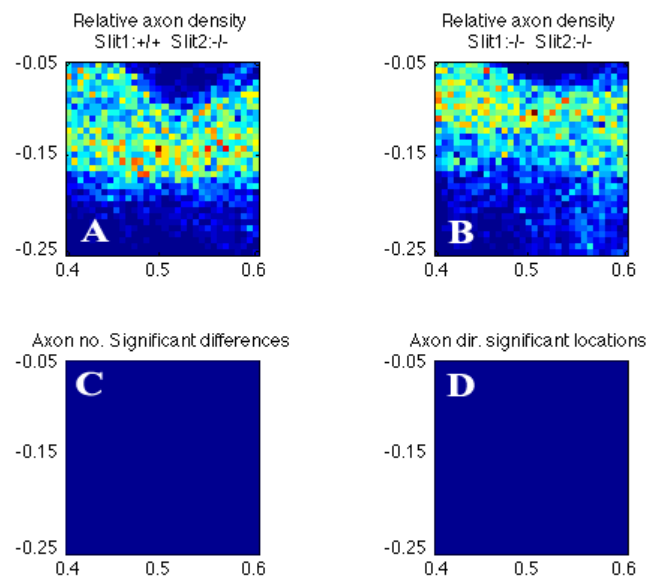 Relative axon density
Slit1:+/+ Slit2:-/-
-0.05
-0.15
-0.25
A
0.4 0.5 0.6
Relative axon density
Slit1:-/- Slit2:-/-
-0.05
-0.15
-0.25
B
0.4 0.5 0.6
Axon no. Significant differences
-0.05
C
-0.15
-0.25
0.4 0.5 0.6
Axon dir. significant locations
-0.05
D
-0.15
-0.25
0.4 0.5 0.6